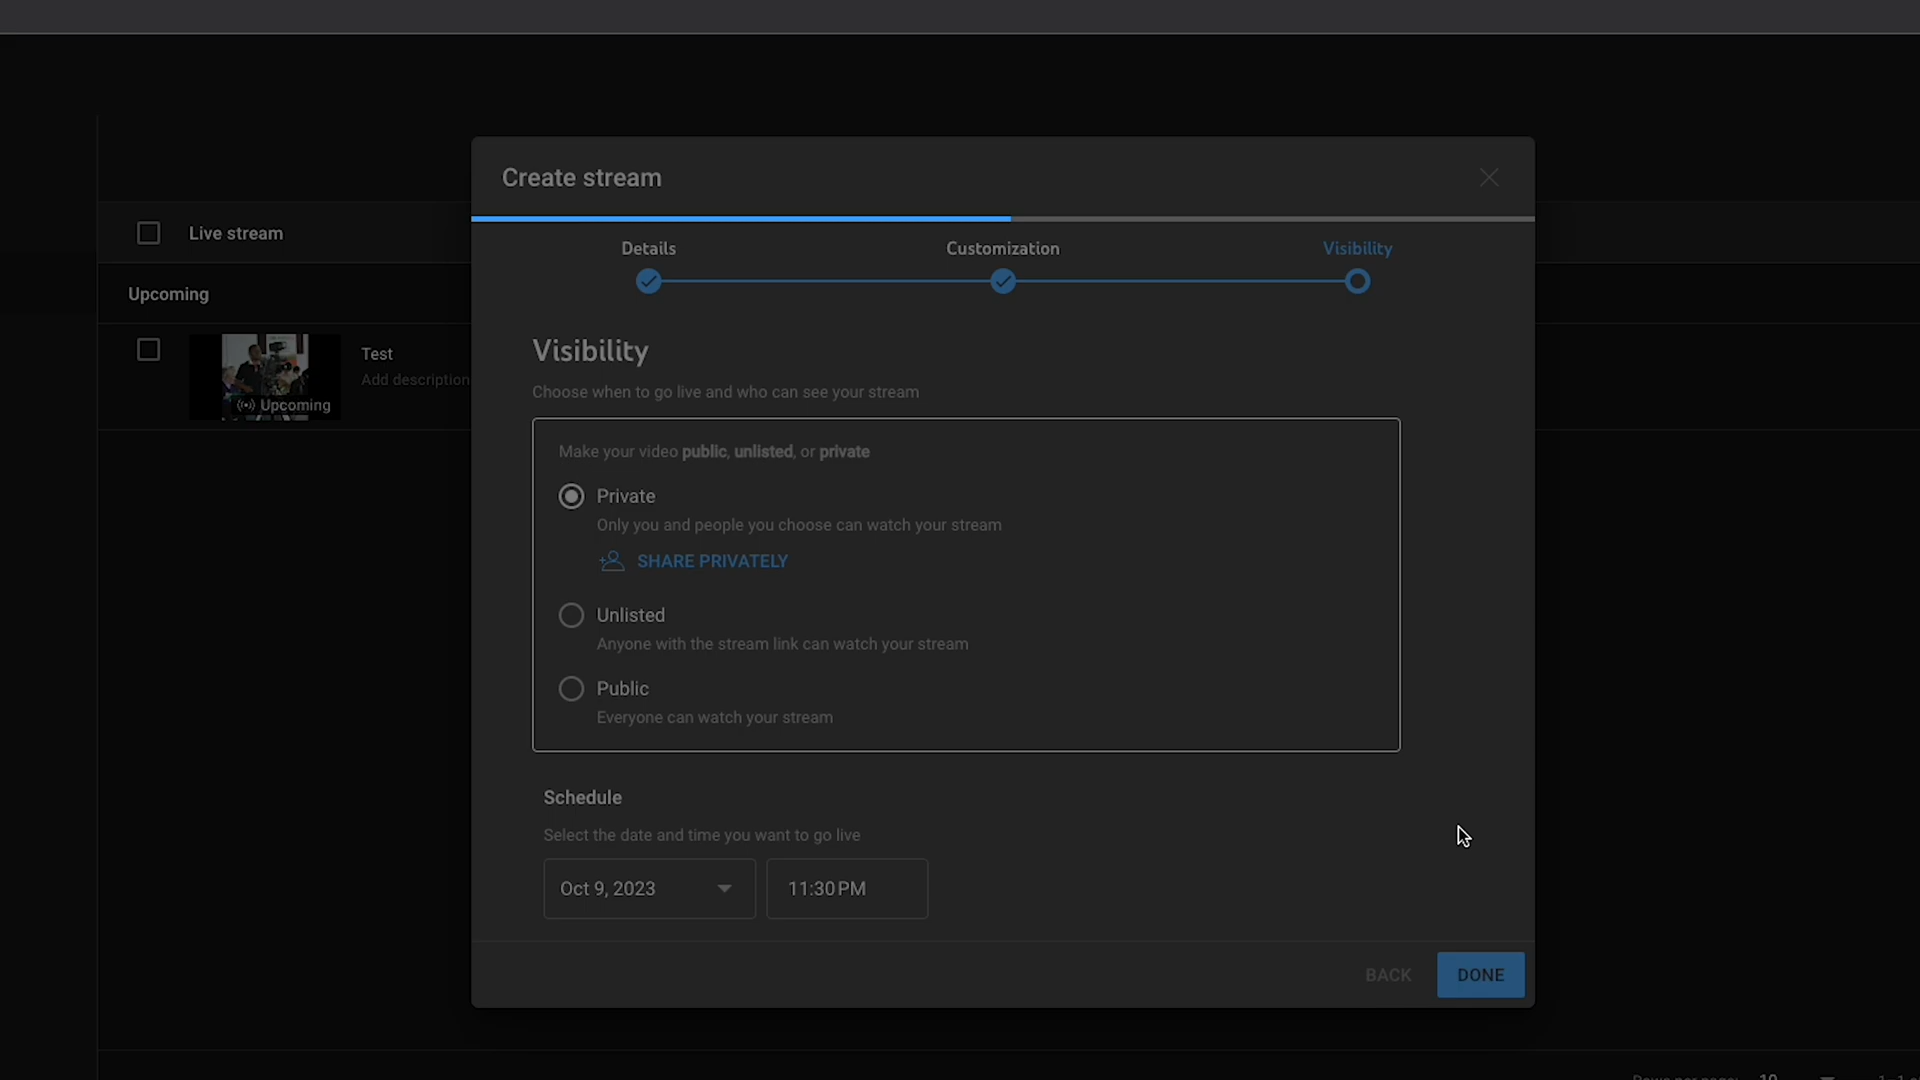 Create stream
Details
Customization
Visibility
Live stream
Upcoming
Test
Add description
Upcoming
Visibility
Choose when to go live and who can see your stream
Make your video public, unlisted, or private
Private
Only you and people you choose can watch your stream
SHARE PRIVATELY
Unlisted
Anyone with the stream link can watch your stream
Public
Everyone can watch your stream
Schedule
Select the date and time you want to go live
Oct 9, 2023
11:30 PM
BACK
DONE